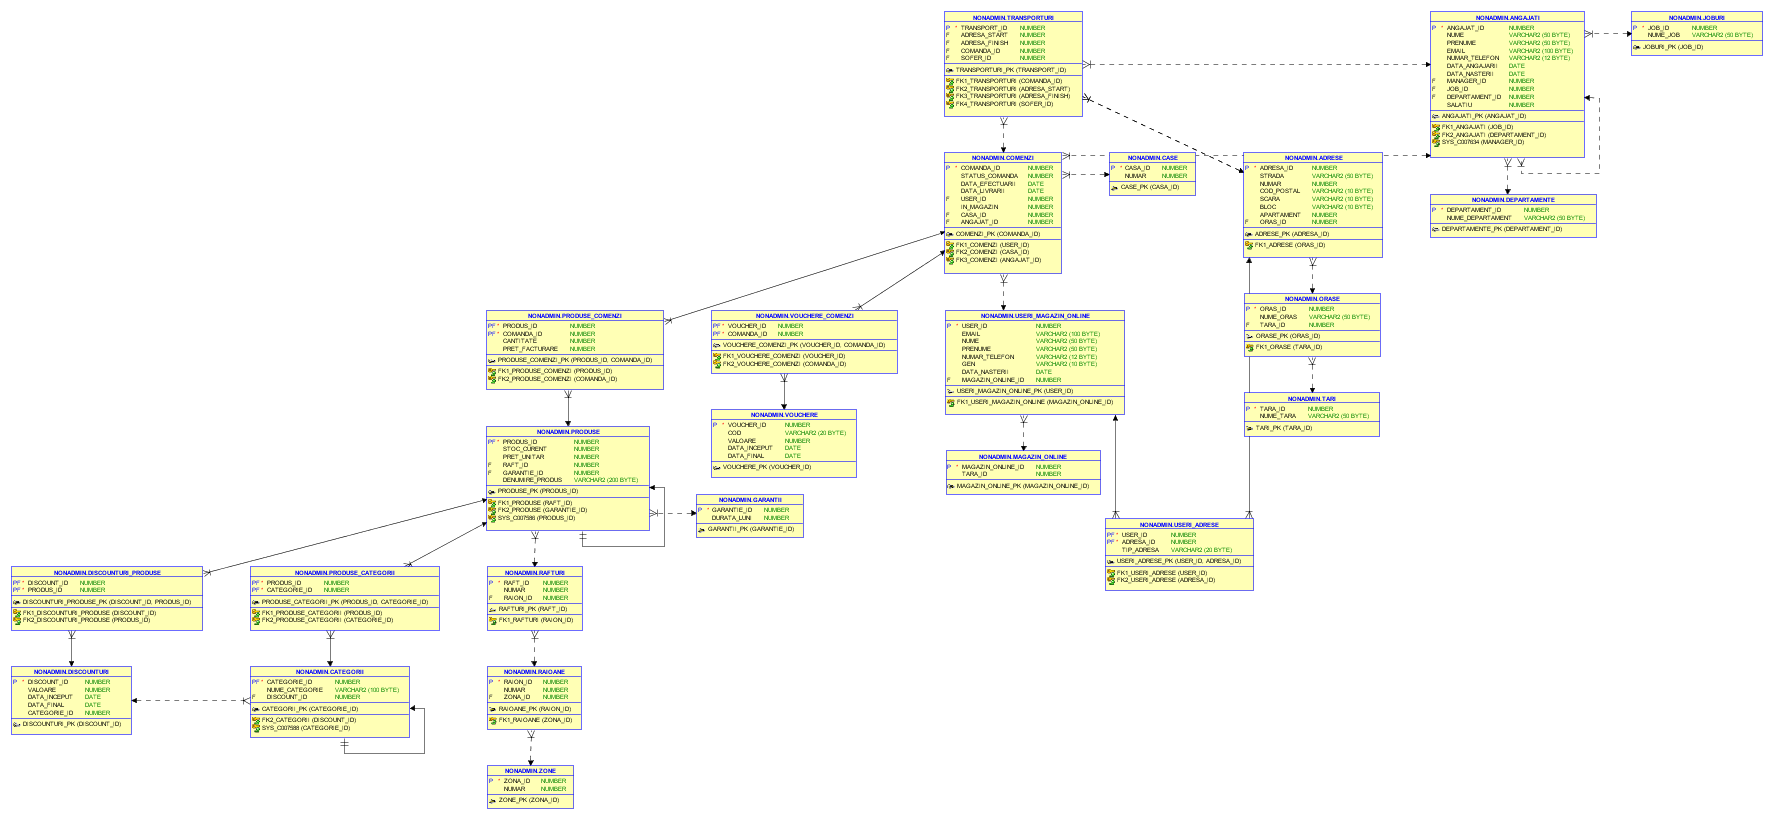 NONADMIN.TRANSPORTURI
P * TRANSPORT_ID NUMBER
F ADRESA_START NUMBER
F ADRESA_FINISH NUMBER
F COMANDA_ID NUMBER
F SOFER_ID NUMBER
TRANSPORTURI_PK (TRANSPORT_ID)
FK1_TRANSPORTURI (COMANDA_ID)
FK2_TRANSPORTURI (ADRESA_START)
FK3_TRANSPORTURI (ADRESA_FINISH)
FK4_TRANSPORTURI (SOFER_ID)
NONADMIN.ANGAJATI
P * ANGAJAT_ID NUMBER
NUME VARCHAR2 (50 BYTE)
PRENUME VARCHAR2 (50 BYTE)
EMAIL VARCHAR2 (100 BYTE)
NUMAR_TELEFON VARCHAR2 (12 BYTE)
DATA_ANGAJARII DATE
DATA_NASTERII DATE
F MANAGER_ID NUMBER
F JOB_ID NUMBER
F DEPARTAMENT_ID NUMBER
SALATIU NUMBER
ANGAJATI_PK (ANGAJAT_ID)
FK1_ANGAJATI (JOB_ID)
FK2_ANGAJATI (DEPARTAMENT_ID)
SYS_C007634 (MANAGER_ID)
NONADMIN.JOBURI
P * JOB_ID NUMBER
NUME_JOB VARCHAR2 (50 BYTE)
JOBURI_PK (JOB_ID)
NONADMIN.COMENZI
P * COMANDA_ID NUMBER
STATUS_COMANDA NUMBER
DATA_EFECTUARII DATE
DATA_LIVRARII DATE
F USER_ID NUMBER
IN_MAGAZIN NUMBER
F CASA_ID NUMBER
F ANGAJAT_ID NUMBER
COMENZI_PK (COMANDA_ID)
FK1_COMENZI (USER_ID)
FK2_COMENZI (CASA_ID)
FK3_COMENZI (ANGAJAT_ID)
NONADMIN.CASE
P * CASA_ID NUMBER
NUMAR NUMBER
CASE_PK (CASA_ID)
NONADMIN.ADRESE
P * ADRESA_ID NUMBER
STRADA VARCHAR2 (50 BYTE)
NUMAR NUMBER
COD_POSTAL VARCHAR2 (10 BYTE)
SCARA VARCHAR2 (10 BYTE)
BLOC VARCHAR2 (10 BYTE)
APARTAMENT NUMBER
F ORAS_ID NUMBER
ADRESE_PK (ADRESA_ID)
FK1_ADRESE (ORAS_ID)
NONADMIN.DEPARTAMENTE
P * DEPARTAMENT_ID NUMBER
NUME_DEPARTAMENT VARCHAR2 (50 BYTE)
DEPARTAMENTE_PK (DEPARTAMENT_ID)
NONADMIN.PRODUSE_COMENZI
PF * PRODUS_ID NUMBER
PF * COMANDA_ID NUMBER
CANTITATE NUMBER
PRET_FACTURARE NUMBER
PRODUSE_COMENZI_PK (PRODUS_ID, COMANDA_ID)
FK1_PRODUSE_COMENZI (PRODUS_ID)
FK2_PRODUSE_COMENZI (COMANDA_ID)
NONADMIN.VOUCHERE_COMENZI
PF * VOUCHER_ID NUMBER
PF * COMANDA_ID NUMBER
VOUCHERE_COMENZI_PK (VOUCHER_ID, COMANDA_ID)
FK1_VOUCHERE_COMENZI (VOUCHER_ID)
FK2_VOUCHERE_COMENZI (COMANDA_ID)
NONADMIN.USERI_MAGAZIN_ONLINE
P * USER_ID NUMBER
EMAIL VARCHAR2 (100 BYTE)
NUME VARCHAR2 (50 BYTE)
PRENUME VARCHAR2 (50 BYTE)
NUMAR_TELEFON VARCHAR2 (12 BYTE)
GEN VARCHAR2 (10 BYTE)
DATA_NASTERII DATE
F MAGAZIN_ONLINE_ID NUMBER
USERI_MAGAZIN_ONLINE_PK (USER_ID)
FK1_USERI_MAGAZIN_ONLINE (MAGAZIN_ONLINE_ID)
NONADMIN.ORASE
P * ORAS_ID NUMBER
NUME_ORAS VARCHAR2 (50 BYTE)
F TARA_ID NUMBER
ORASE_PK (ORAS_ID)
FK1_ORASE (TARA_ID)
NONADMIN.TARI
P * TARA_ID NUMBER
NUME_TARA VARCHAR2 (50 BYTE)
TARI_PK (TARA_ID)
NONADMIN.VOUCHERE
P * VOUCHER_ID NUMBER
COD VARCHAR2 (20 BYTE)
VALOARE NUMBER
DATA_INCEPUT DATE
DATA_FINAL DATE
VOUCHERE_PK (VOUCHER_ID)
NONADMIN.PRODUSE
PF * PRODUS_ID NUMBER
STOC_CURENT NUMBER
PRET_UNITAR NUMBER
F RAFT_ID NUMBER
F GARANTIE_ID NUMBER
DENUMIRE_PRODUS VARCHAR2 (200 BYTE)
PRODUSE_PK (PRODUS_ID)
FK1_PRODUSE (RAFT_ID)
FK2_PRODUSE (GARANTIE_ID)
SYS_C007586 (PRODUS_ID)
NONADMIN.MAGAZIN_ONLINE
P * MAGAZIN_ONLINE_ID NUMBER
TARA_ID NUMBER
MAGAZIN_ONLINE_PK (MAGAZIN_ONLINE_ID)
NONADMIN.GARANTII
P * GARANTIE_ID NUMBER
DURATA_LUNI NUMBER
GARANTII_PK (GARANTIE_ID)
NONADMIN.USERI_ADRESE
PF * USER_ID NUMBER
PF * ADRESA_ID NUMBER
TIP_ADRESA VARCHAR2 (20 BYTE)
USERI_ADRESE_PK (USER_ID, ADRESA_ID)
FK1_USERI_ADRESE (USER_ID)
FK2_USERI_ADRESE (ADRESA_ID)
NONADMIN.DISCOUNTURI_PRODUSE
PF * DISCOUNT_ID NUMBER
PF * PRODUS_ID NUMBER
DISCOUNTURI_PRODUSE_PK (DISCOUNT_ID, PRODUS_ID)
FK1_DISCOUNTURI_PRODUSE (DISCOUNT_ID)
FK2_DISCOUNTURI_PRODUSE (PRODUS_ID)
NONADMIN.PRODUSE_CATEGORII
PF * PRODUS_ID NUMBER
PF * CATEGORIE_ID NUMBER
PRODUSE_CATEGORII_PK (PRODUS_ID, CATEGORIE_ID)
FK1_PRODUSE_CATEGORII (PRODUS_ID)
FK2_PRODUSE_CATEGORII (CATEGORIE_ID)
NONADMIN.RAFTURI
P * RAFT_ID NUMBER
NUMAR NUMBER
F RAION_ID NUMBER
RAFTURI_PK (RAFT_ID)
FK1_RAFTURI (RAION_ID)
NONADMIN.DISCOUNTURI
P * DISCOUNT_ID NUMBER
VALOARE NUMBER
DATA_INCEPUT DATE
DATA_FINAL DATE
CATEGORIE_ID NUMBER
DISCOUNTURI_PK (DISCOUNT_ID)
NONADMIN.CATEGORII
PF * CATEGORIE_ID NUMBER
NUME_CATEGORIE VARCHAR2 (100 BYTE)
F DISCOUNT_ID NUMBER
CATEGORII_PK (CATEGORIE_ID)
FK2_CATEGORII (DISCOUNT_ID)
SYS_C007588 (CATEGORIE_ID)
NONADMIN.RAIOANE
P * RAION_ID NUMBER
NUMAR NUMBER
F ZONA_ID NUMBER
RAIOANE_PK (RAION_ID)
FK1_RAIOANE (ZONA_ID)
NONADMIN.ZONE
P * ZONA_ID NUMBER
NUMAR NUMBER
ZONE_PK (ZONA_ID)